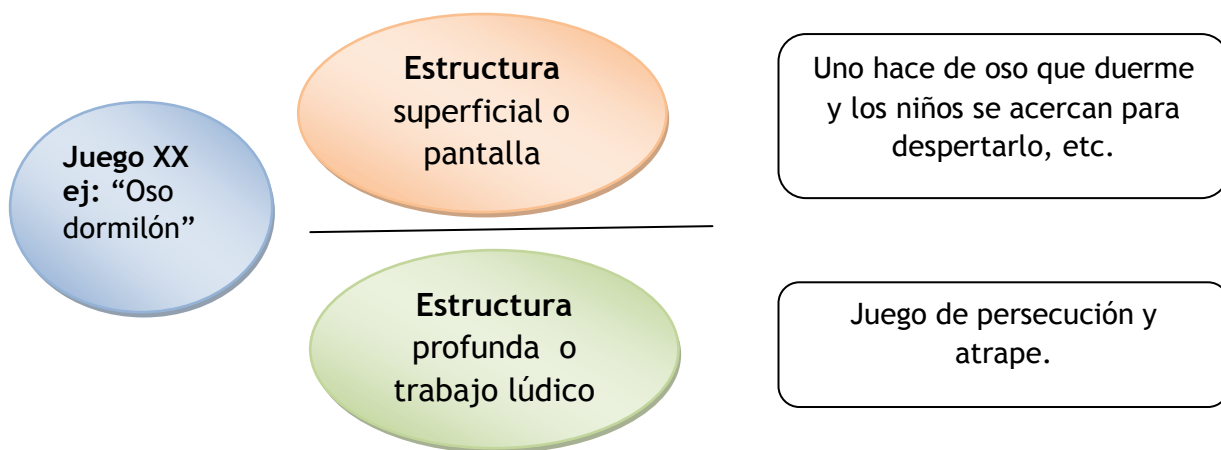 Juego XX
ej: “Oso
dormilón”
Estructura
superficial o
pantalla
Uno hace de oso que duerme
y los niños se acercan para
despertarlo, etc.
Estructura
profunda o
trabajo lúdico
Juego de persecución y
atrape.